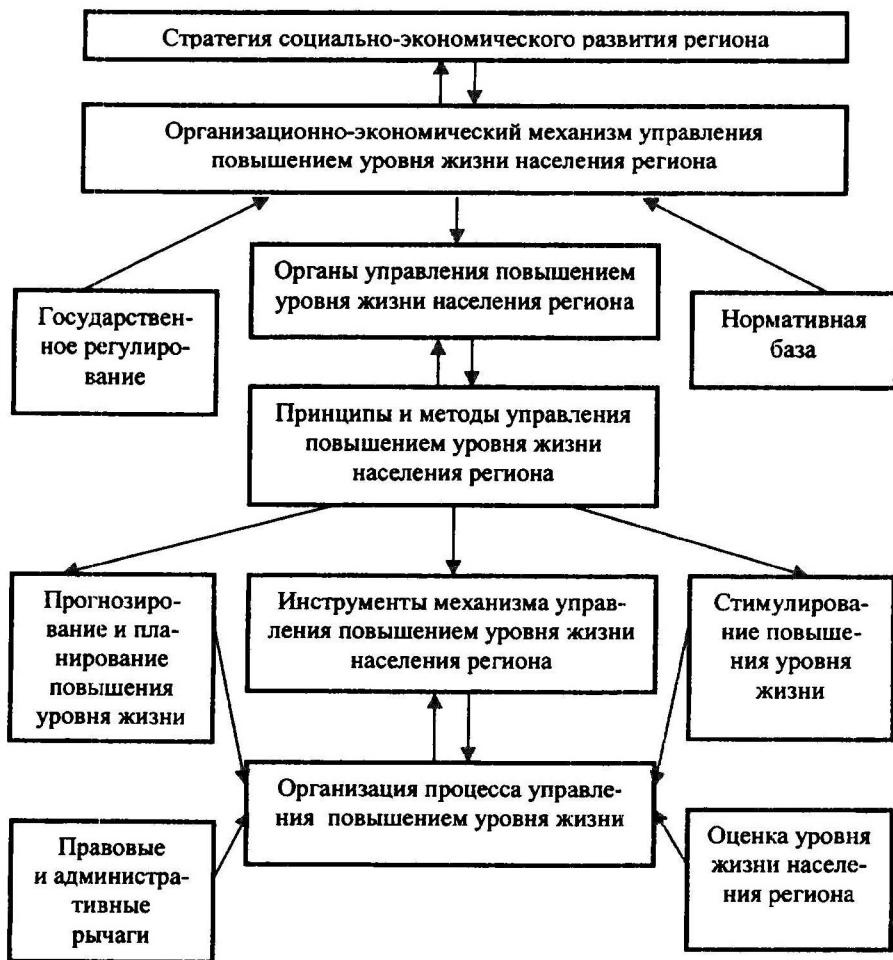 Стратегия социально-экономического развития региона
Организационно-экономический механизм управления
повышением уровня жизни населения региона
Органы управления повышением
уровня жизни населения региона
Государствен-
ное регулиро-
вание
Нормативная
база
Принципы и методы управления
повышением уровня жизни
населения региона
Прогнозиро-
вание и пла-
нирование
повышения
уровня жизни
Инструменты механизма управ-
ления повышением уровня жизни
населения региона
Стимулирова-
ние повыше-
ния уровня
жизни
Организация процесса управле-
ния повышением уровня жизни
Правовые
и администра-
тивные
рычаги
Оценка уровня
жизни населе-
ния региона